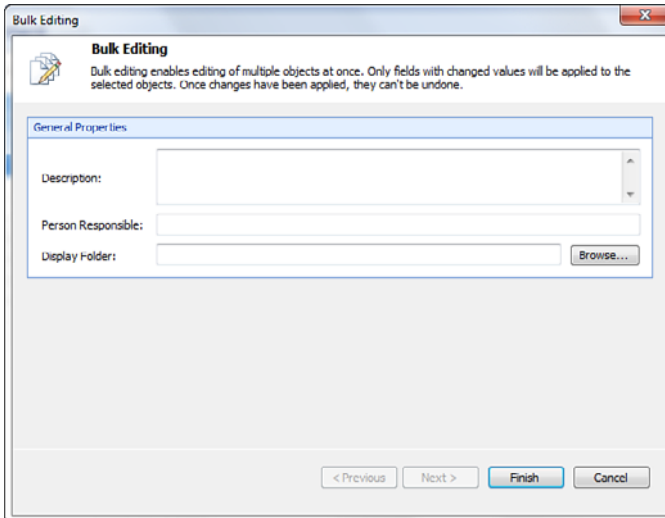 Bulk Editing
Bulk Editing
Bulk editing enables editing of multiple objects at once. Only fields with changed values will be applied to the
selected objects. Once changes have been applied, they can't be undone.
General Properties
Description:
Person Responsible:
Display Folder:
Browse...
< Previous
Next >
Finish
Cancel